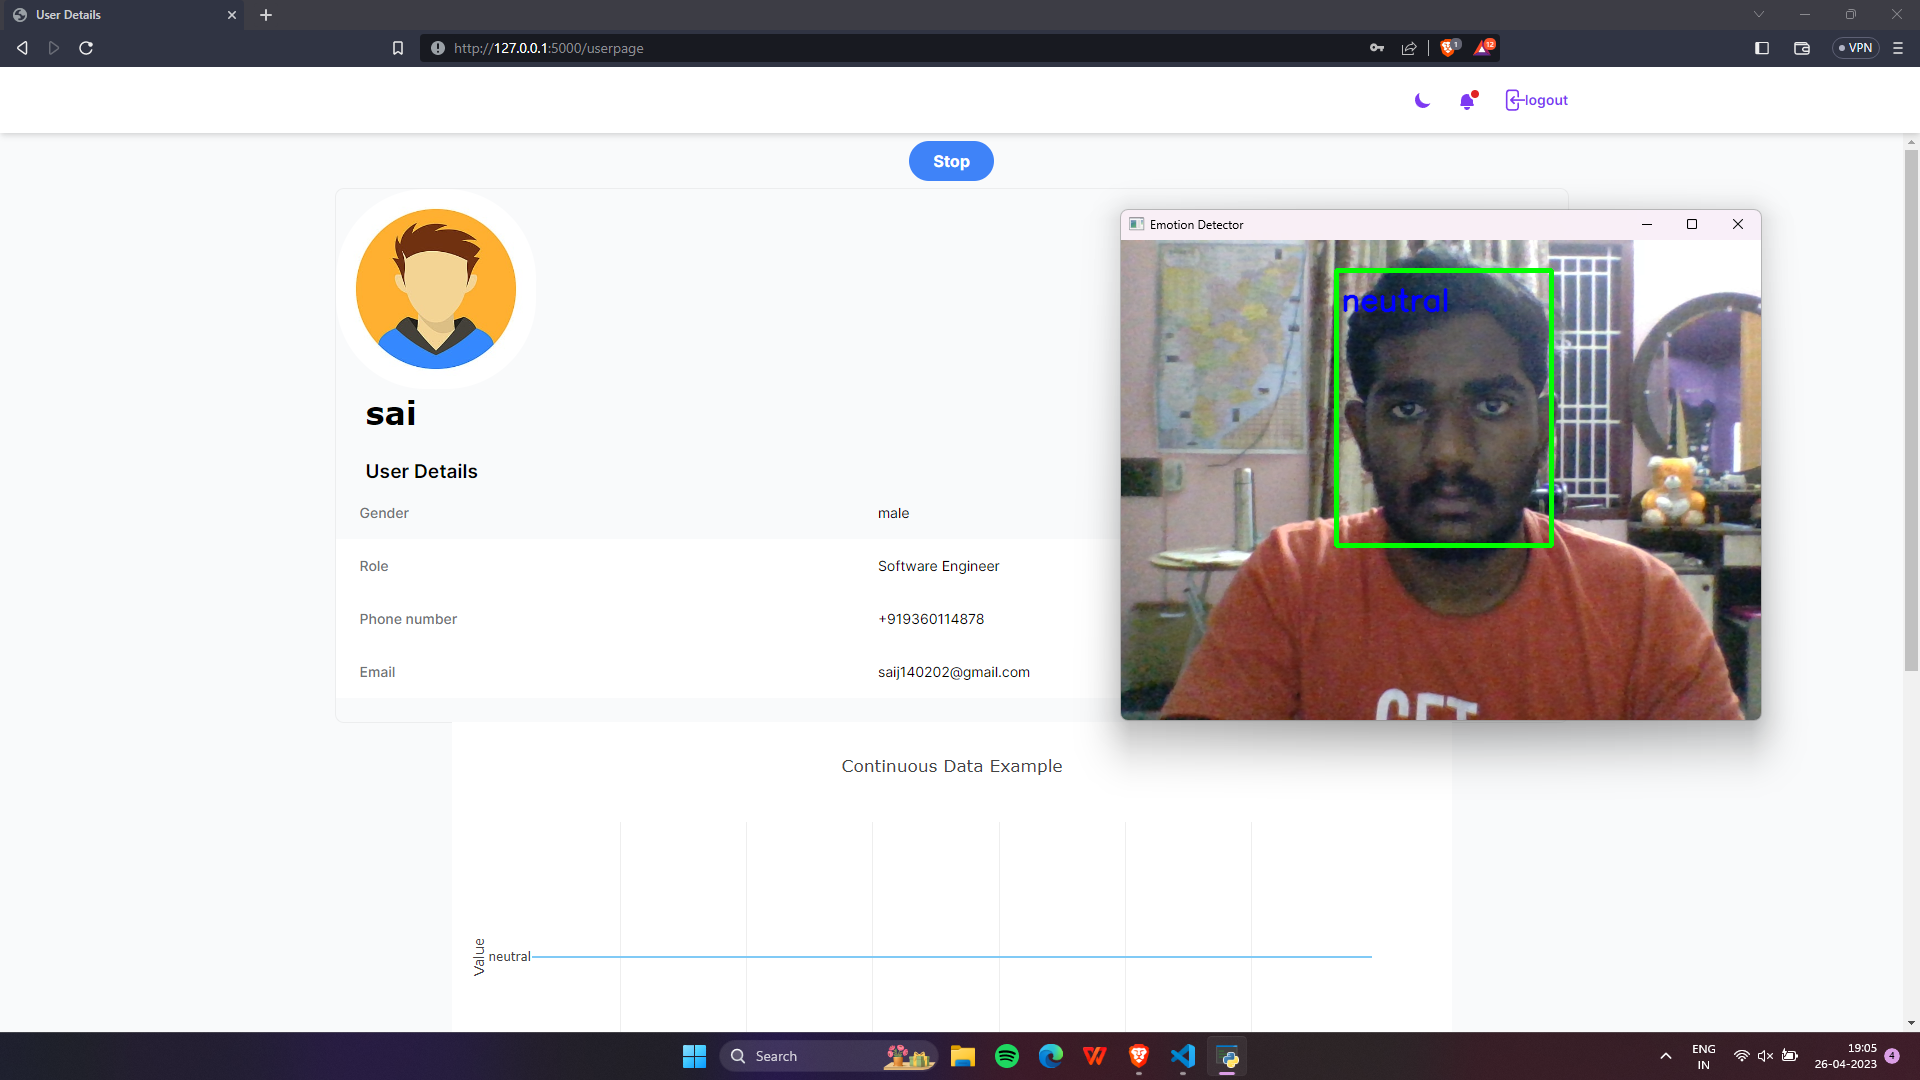 User Details
http://127.0.0.1:5000/userpage
1
12
VPN
logout
Stop
sai
User Details
Gender male
Role Software Engineer
Phone number +919360114878
Email saij140202@gmail.com
Emotion Detector
neutral
Continuous Data Example
Value
neutral
Search
ENG
IN
19:05
26-04-2023
4